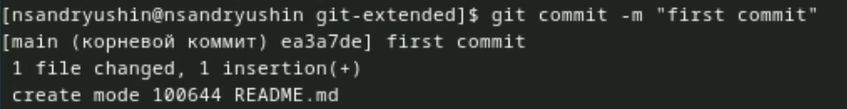 [nsandryushin@nsandryushin git-extended]$ git commit -m "first commit"
[main (корневой коммит) ea3a7de] first commit
 1 file changed, 1 insertion(+)
 create mode 100644 README.md